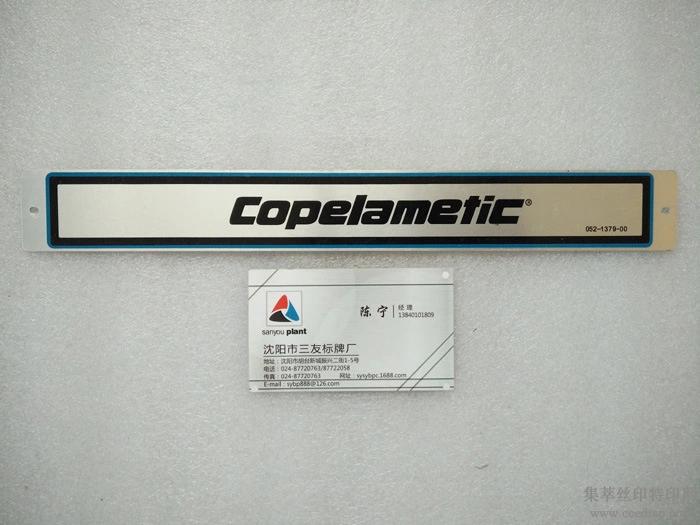 Copelametic®
052-1379-00
陈宁 经理
13840101809
sanyou plant
沈阳市三友标牌厂
地址：沈阳市胡台新城振兴二街1-5号
电话：024-87720763/87722058
传真：024-87720763 网址：sysybpc.1688.com
E-mail：sybp888@126.com
集萃丝印特印网